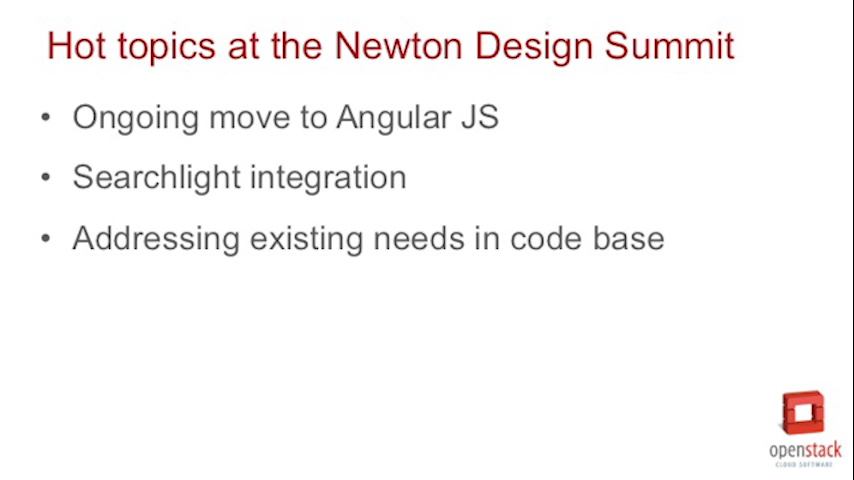 Hot topics at the Newton Design Summit
• Ongoing move to Angular JS
• Searchlight integration
• Addressing existing needs in code base
openstack
CLOUD SOFTWARE